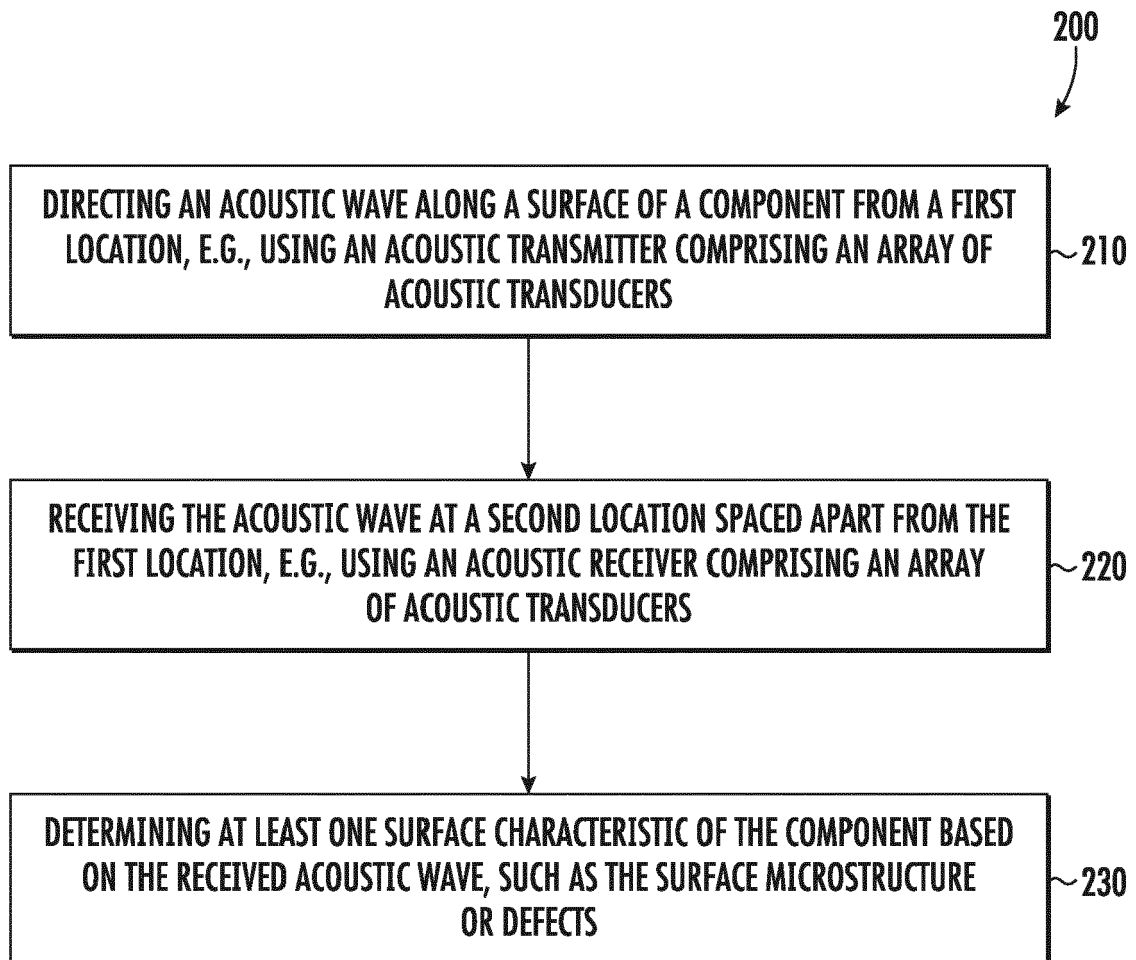 200
DIRECTING AN ACOUSTIC WAVE ALONG A SURFACE OF A COMPONENT FROM A FIRST
LOCATION, E.G., USING AN ACOUSTIC TRANSMITTER COMPRISING AN ARRAY OF
ACOUSTIC TRANSDUCERS
210
RECEIVING THE ACOUSTIC WAVE AT A SECOND LOCATION SPACED APART FROM THE
FIRST LOCATION, E.G., USING AN ACOUSTIC RECEIVER COMPRISING AN ARRAY
OF ACOUSTIC TRANSDUCERS
220
DETERMINING AT LEAST ONE SURFACE CHARACTERISTIC OF THE COMPONENT BASED
ON THE RECEIVED ACOUSTIC WAVE, SUCH AS THE SURFACE MICROSTRUCTURE
OR DEFECTS
230